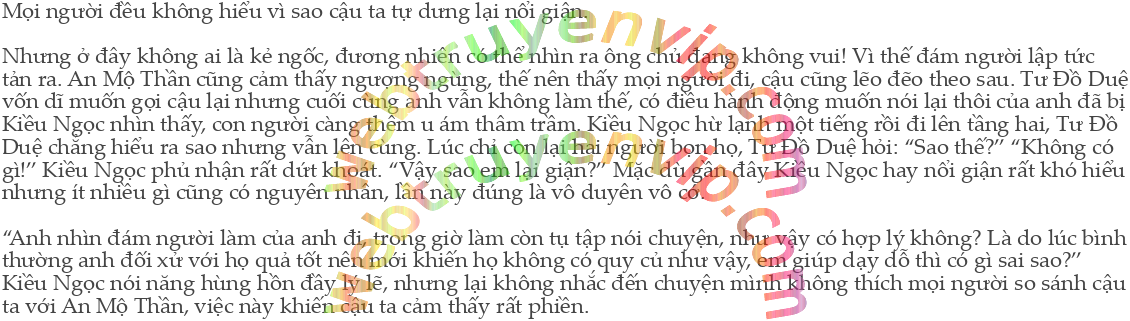 Mọi người đều không hiểu vì sao cậu ta tự dưng lại nổi giận.
Nhưng ở đây không ai là kẻ ngốc, đương nhiên có thể nhìn ra ông chủ đang không vui! Vì thế đám người lập tức
tản ra. An Mộ Thần cũng cảm thấy ngượng ngùng, thế nên thấy mọi người đi, cậu cũng lẽo đẽo theo sau. Tư Đồ Duệ
vốn dĩ muốn gọi cậu lại nhưng cuối cùng anh vẫn không làm thế, có điều hành động muốn nói lại thôi của anh đã bị
Kiều Ngọc nhìn thấy, con người càng thêm u ám thâm trầm. Kiều Ngọc hừ lạnh một tiếng rồi đi lên tầng hai, Tư Đồ
Duệ chẳng hiểu ra sao nhưng vẫn lên cùng. Lúc chỉ còn lại hai người bọn họ, Tư Đồ Duệ hỏi: “Sao thế?” “Không có
gì!” Kiều Ngọc phủ nhận rất dứt khoát. “Vậy sao em lại giận?” Mặc dù gần đây Kiều Ngọc hay nổi giận rất khó hiểu
nhưng ít nhiều gì cũng có nguyên nhân, lần này đúng là vô duyên vô cớ.
“Anh nhìn đám người làm của anh đi, trong giờ làm còn tụ tập nói chuyện, như vậy có hợp lý không? Là do lúc bình
thường anh đối xử với họ quả tốt nên mới khiến họ không có quy củ như vậy, em giúp dạy dỗ thì có gì sai sao?”
Kiều Ngọc nói năng hùng hồn đầy lý lẽ, nhưng lại không nhắc đến chuyện mình không thích mọi người so sánh cậu
ta với An Mộ Thần, việc này khiến cậu ta cảm thấy rất phiền.
webtruyenvip.com
webtruyenvip.com